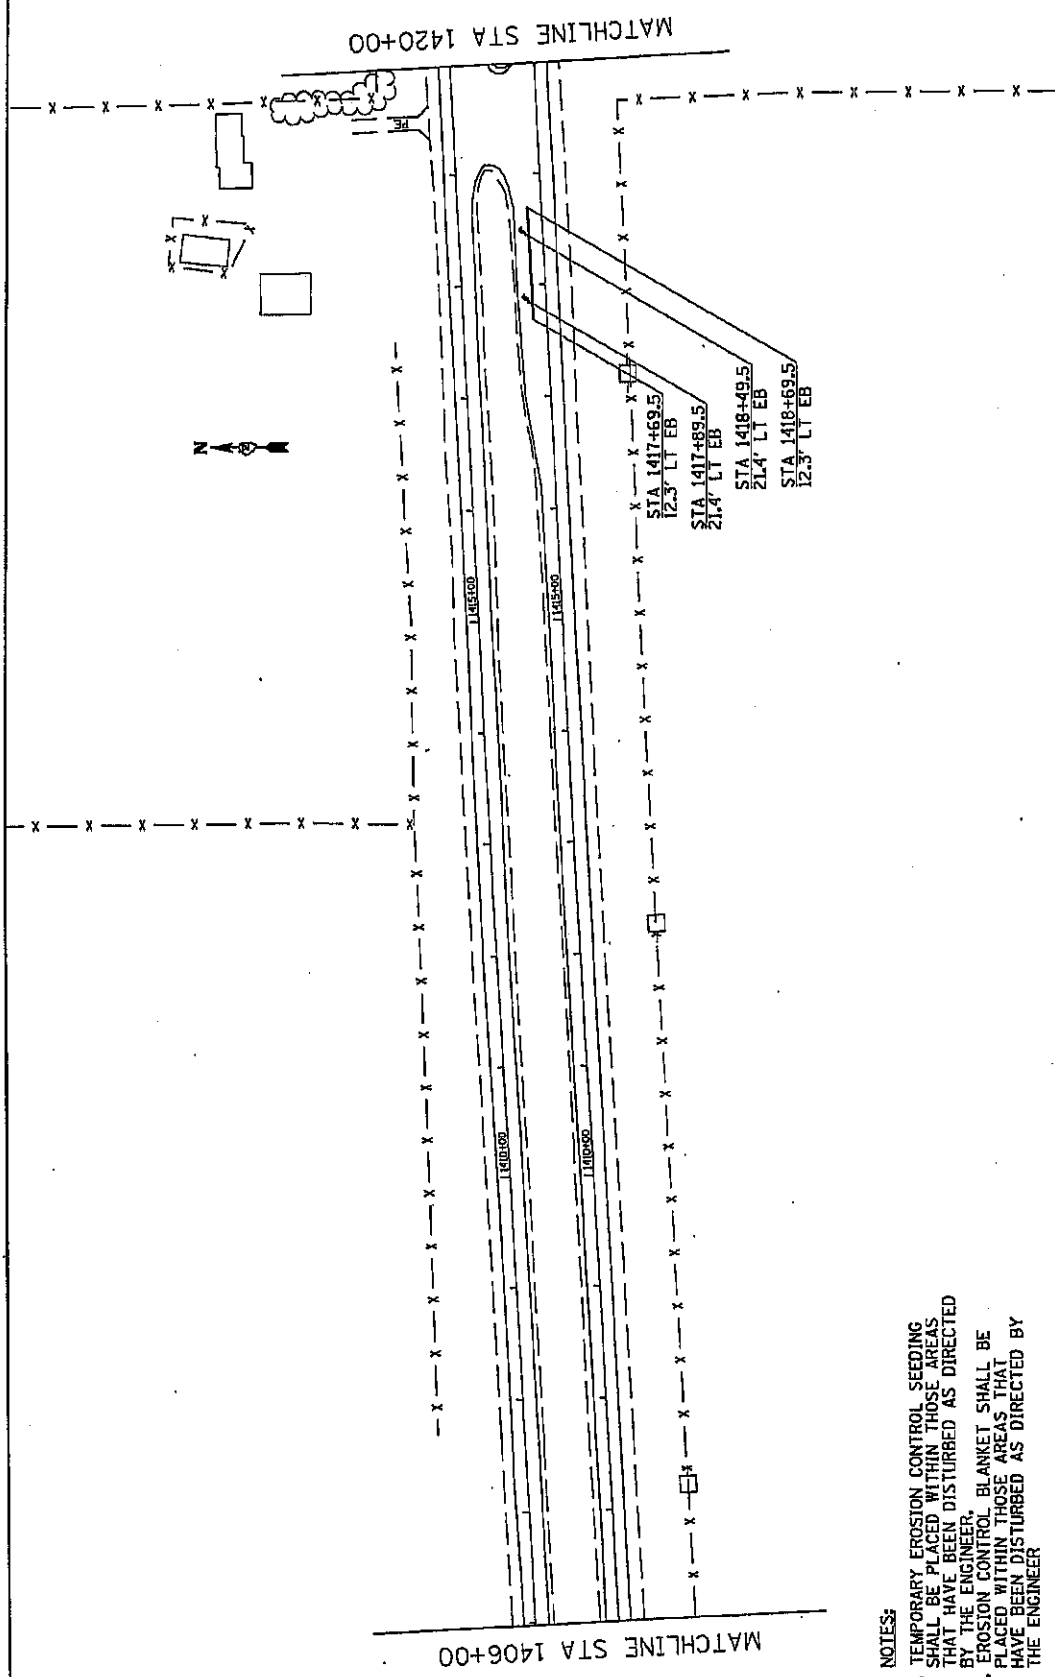 MATCHLINE STA 1420+00
PE
N
STA 1417+69.5
12.3' LT EB
STA 1417+89.5
21.4' LT EB
STA 1418+49.5
21.4' LT EB
STA 1418+69.5
12.3' LT EB
1415+00
1415+00
1410+00
1410+00
MATCHLINE STA 1406+00
NOTES:
TEMPORARY EROSION CONTROL SEEDING
SHALL BE PLACED WITHIN THOSE AREAS
THAT HAVE BEEN DISTURBED AS DIRECTED
BY THE ENGINEER.
EROSION CONTROL BLANKET SHALL BE
PLACED WITHIN THOSE AREAS THAT
HAVE BEEN DISTURBED AS DIRECTED BY
THE ENGINEER